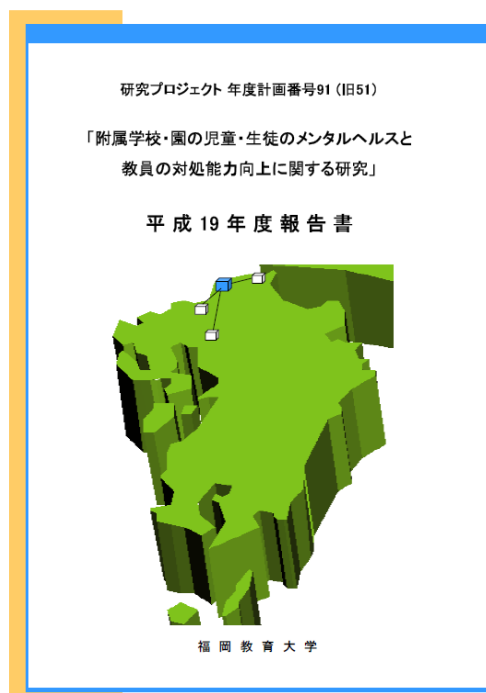 研究プロジェクト 年度計画番号91（旧51）
「附属学校・園の児童・生徒のメンタルヘルスと
教員の対処能力向上に関する研究」
平成19年度報告書
福岡教育大学